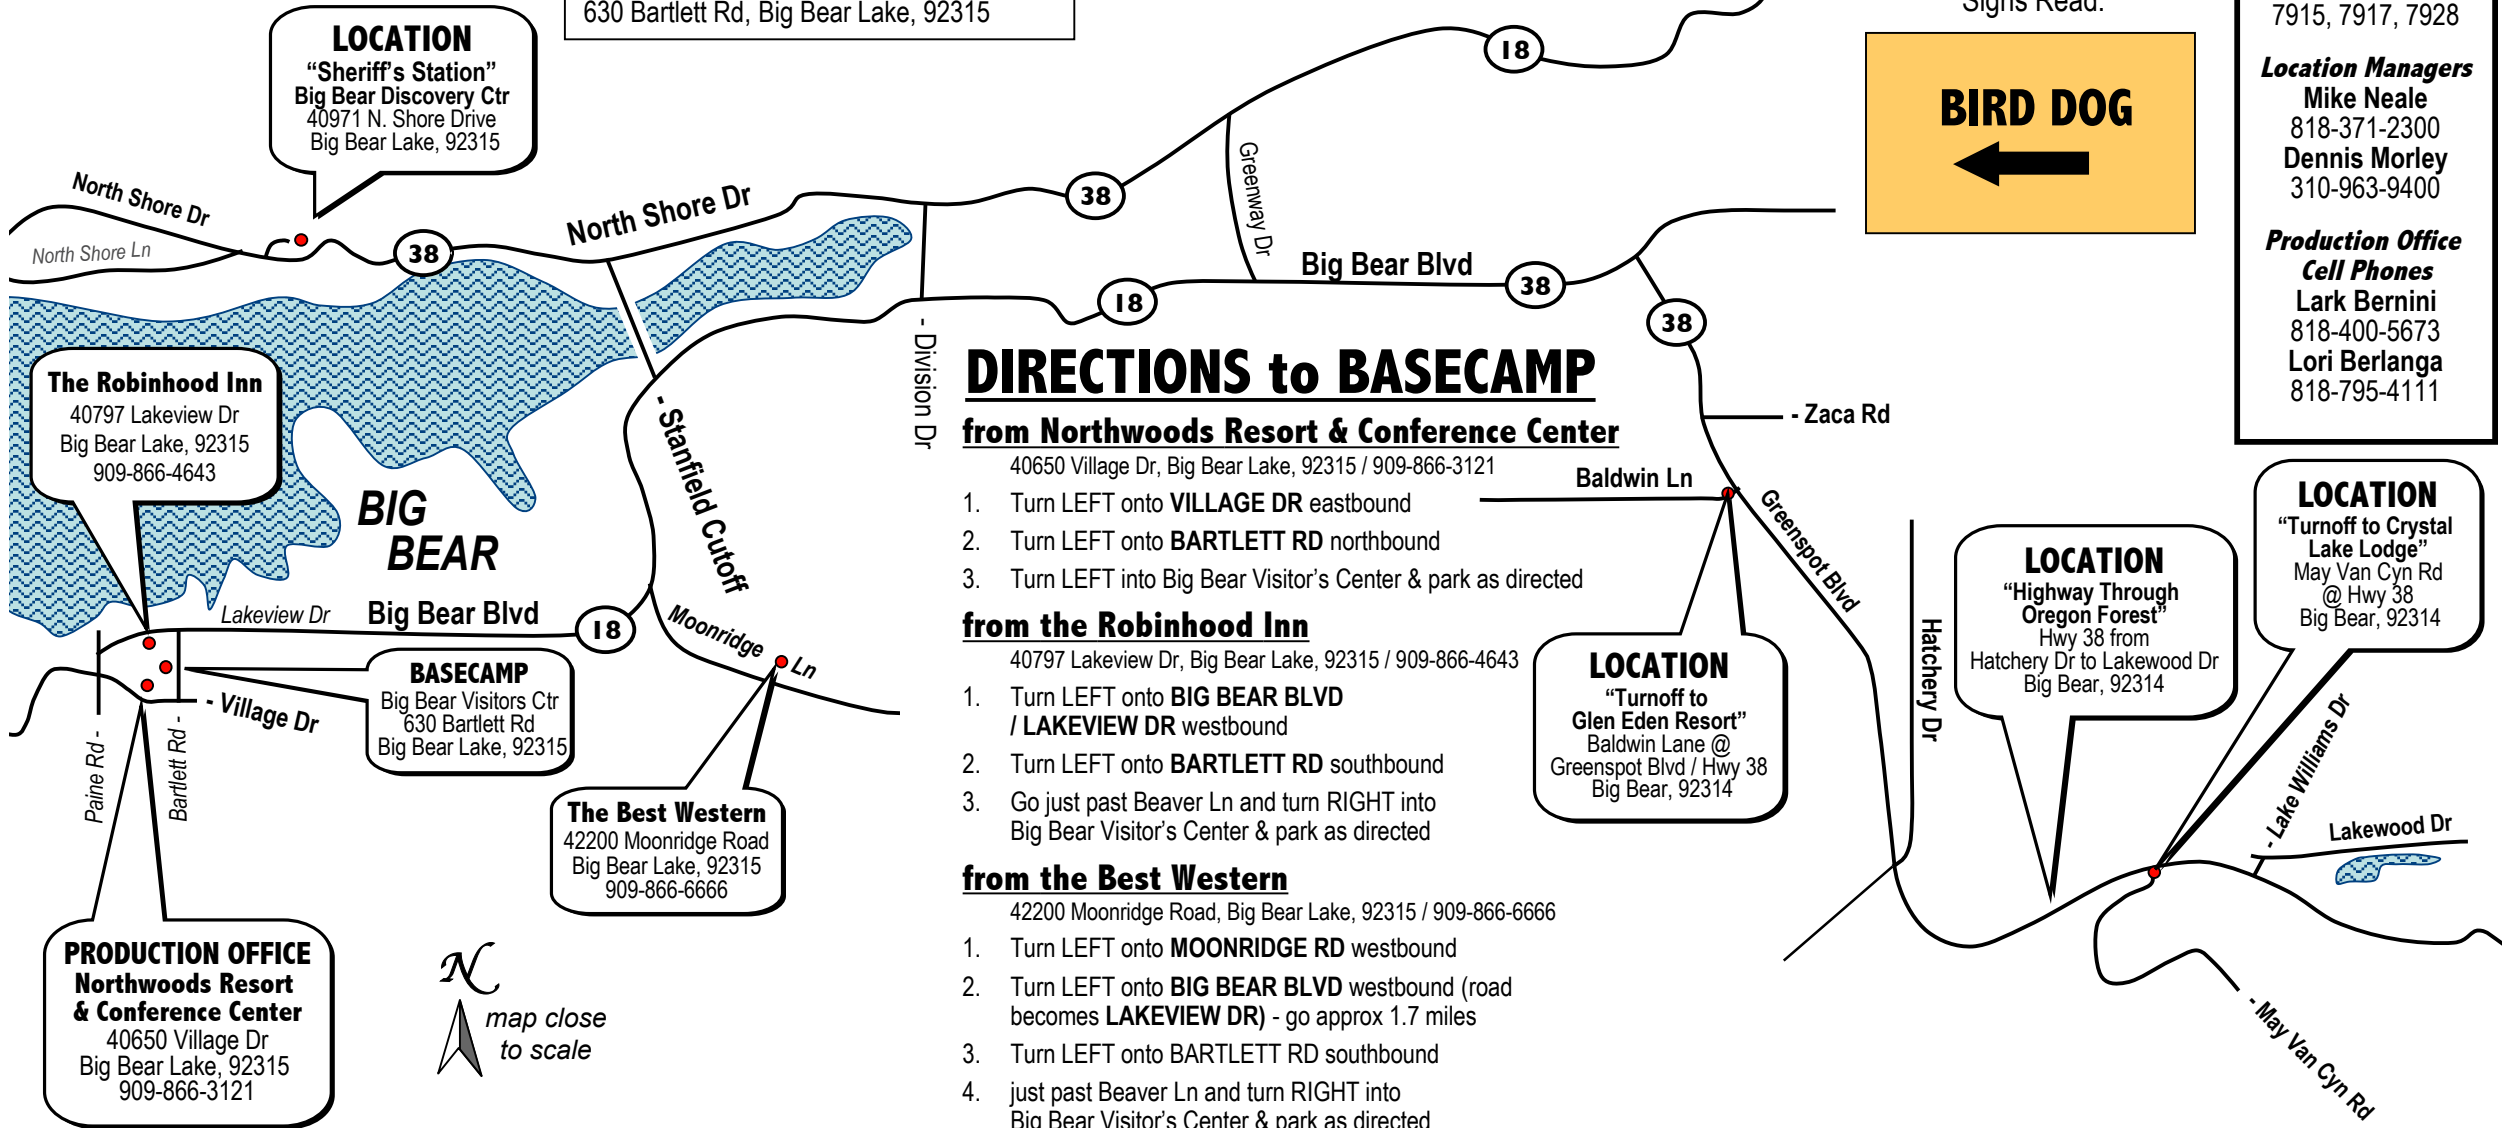 630 Bartlett Rd, Big Bear Lake, 92315
Signs Read:
7915, 7917, 7928
LOCATION
“Sheriff’s Station”
Big Bear Discovery Ctr
40971 N. Shore Drive
Big Bear Lake, 92315
BIRD DOG
Location Managers
Mike Neale
818-371-2300
Dennis Morley
310-963-9400
Production Office
Cell Phones
Lark Bernini
818-400-5673
Lori Berlanga
818-795-4111
18
38
North Shore Dr
North Shore Ln
38
North Shore Dr
Greenway Dr
Big Bear Blvd
18
38
38
- Division Dr
- Stanfield Cutoff
The Robinhood Inn
40797 Lakeview Dr
Big Bear Lake, 92315
909-866-4643
BIG
BEAR
Lakeview Dr
Big Bear Blvd
18
Moonridge Ln
BASECAMP
Big Bear Visitors Ctr
630 Bartlett Rd
Big Bear Lake, 92315
- Village Dr
Paine Rd -
Bartlett Rd -
The Best Western
42200 Moonridge Road
Big Bear Lake, 92315
909-866-6666
PRODUCTION OFFICE
Northwoods Resort
& Conference Center
40650 Village Dr
Big Bear Lake, 92315
909-866-3121
N
map close
to scale
DIRECTIONS to BASECAMP
from Northwoods Resort & Conference Center
40650 Village Dr, Big Bear Lake, 92315 / 909-866-3121
1. Turn LEFT onto VILLAGE DR eastbound
2. Turn LEFT onto BARTLETT RD northbound
3. Turn LEFT into Big Bear Visitor’s Center & park as directed
from the Robinhood Inn
40797 Lakeview Dr, Big Bear Lake, 92315 / 909-866-4643
1. Turn LEFT onto BIG BEAR BLVD
/ LAKEVIEW DR westbound
2. Turn LEFT onto BARTLETT RD southbound
3. Go just past Beaver Ln and turn RIGHT into
Big Bear Visitor’s Center & park as directed
from the Best Western
42200 Moonridge Road, Big Bear Lake, 92315 / 909-866-6666
1. Turn LEFT onto MOONRIDGE RD westbound
2. Turn LEFT onto BIG BEAR BLVD westbound (road
becomes LAKEVIEW DR) - go approx 1.7 miles
3. Turn LEFT onto BARTLETT RD southbound
4. just past Beaver Ln and turn RIGHT into
Big Bear Visitor’s Center & park as directed
- Zaca Rd
Baldwin Ln
Greenspot Blvd
LOCATION
“Turnoff to
Glen Eden Resort”
Baldwin Lane @
Greenspot Blvd / Hwy 38
Big Bear, 92314
Hatchery Dr
LOCATION
“Highway Through
Oregon Forest”
Hwy 38 from
Hatchery Dr to Lakewood Dr
Big Bear, 92314
LOCATION
“Turnoff to Crystal
Lake Lodge”
May Van Cyn Rd
@ Hwy 38
Big Bear, 92314
- Lake Williams Dr
Lakewood Dr
- May Van Cyn Rd